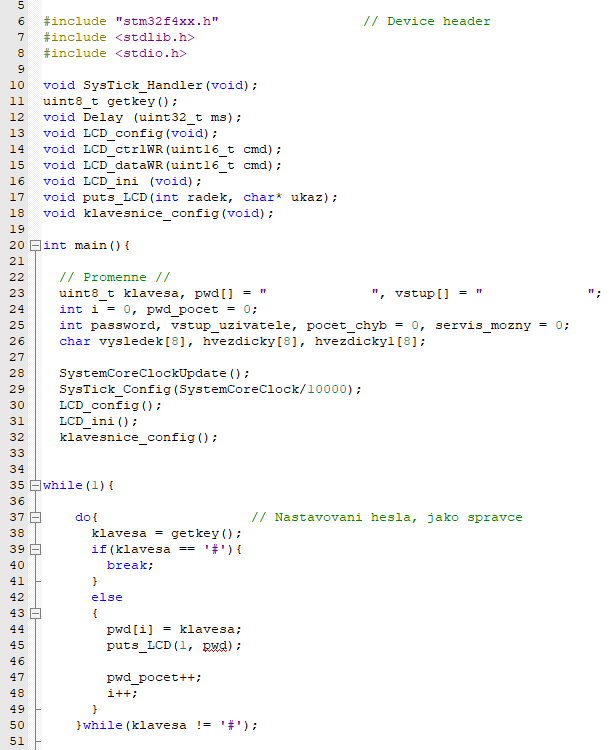 5
6 #include "stm32f4xx.h" // Device header
7 #include <stdlib.h>
8 #include <stdio.h>
9
10 void SysTick_Handler(void);
11 uint8_t getkey();
12 void Delay (uint32_t ms);
13 void LCD_config(void);
14 void LCD_ctrlWR(uint16_t cmd);
15 void LCD_dataWR(uint16_t cmd);
16 void LCD_ini (void);
17 void puts_LCD(int radek, char* ukaz);
18 void klavesnice_config(void);
19
20 int main(){
21
22 // Promenne //
23 uint8_t klavesa, pwd[] = "              ", vstup[] = "              ";
24 int i = 0, pwd_pocet = 0;
25 int password, vstup_uzivatele, pocet_chyb = 0, servis_mozny = 0;
26 char vysledek[8], hvezdicky[8], hvezdicky1[8];
27
28 SystemCoreClockUpdate();
29 SysTick_Config(SystemCoreClock/10000);
30 LCD_config();
31 LCD_ini();
32 klavesnice_config();
33
34
35 while(1){
36
37 do{ // Nastavovani hesla, jako spravce
38 klavesa = getkey();
39 if(klavesa == '#'){
40 break;
41 }
42 else
43 {
44 pwd[i] = klavesa;
45 puts_LCD(1, pwd);
46
47 pwd_pocet++;
48 i++;
49 }
50 }while(klavesa != '#');
51